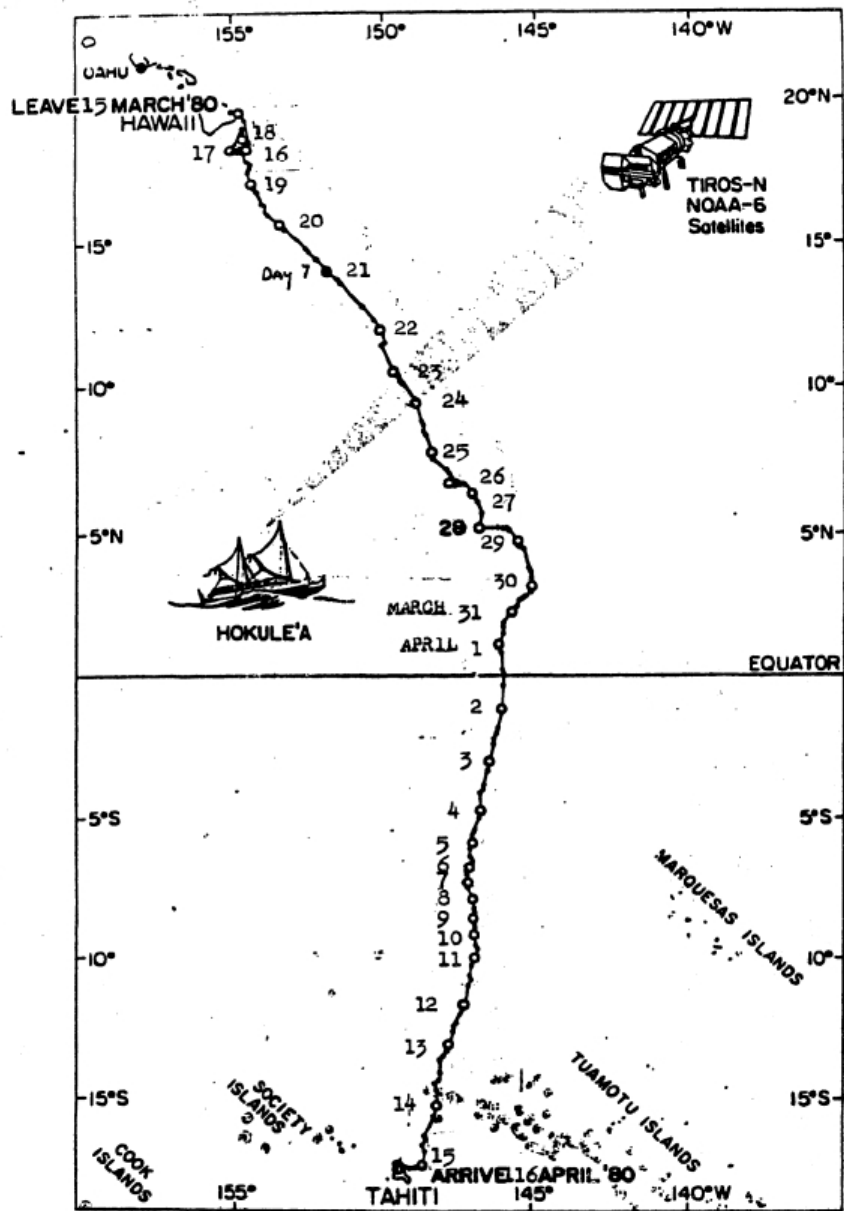 155° 150° 145° 140°W
OAHU
20°N
LEAVE 15 MARCH '80
HAWAII
18
17
16
19
TIROS-N
NOAA-6
Satellites
20
15°
15°
Day 7
21
22
23
10°
10°
24
25
26
27
28
5°N
5°N
29
30
MARCH 31
HOKULE'A
APRIL 1
EQUATOR
2
3
4
5°S
5°S
5
6
7
8
9
10
MARQUESAS ISLANDS
11
10°
10°
12
13
TUAMOTU ISLANDS
SOCIETY
ISLANDS
14
15°S
15°S
COOK
ISLANDS
15
ARRIVE 16 APRIL '80
TAHITI
155° 150° 145° 140°W